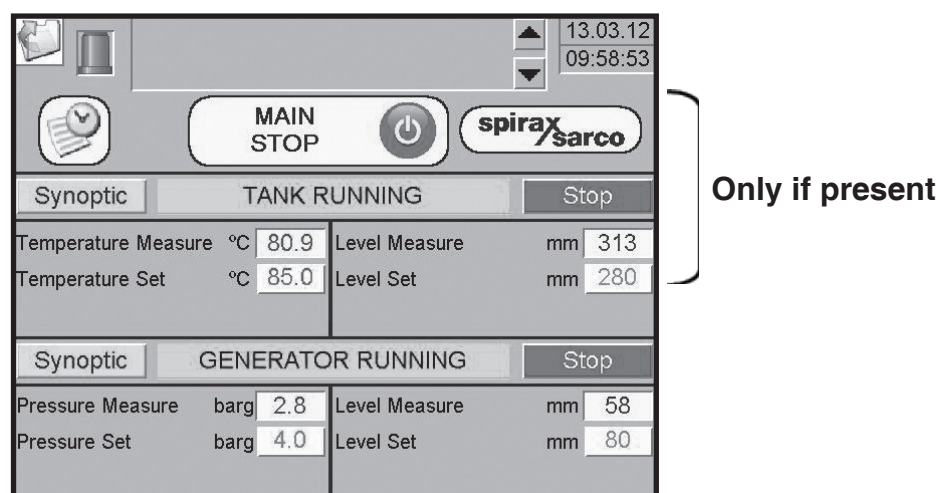 13.03.12
09:58:53
MAIN
STOP
spirax
sarco
Only if present
Synoptic TANK RUNNING Stop
Temperature Measure ºC 80.9 Level Measure mm 313
Temperature Set ºC 85.0 Level Set mm 280
Synoptic GENERATOR RUNNING Stop
Pressure Measure barg 2.8 Level Measure mm 58
Pressure Set barg 4.0 Level Set mm 80